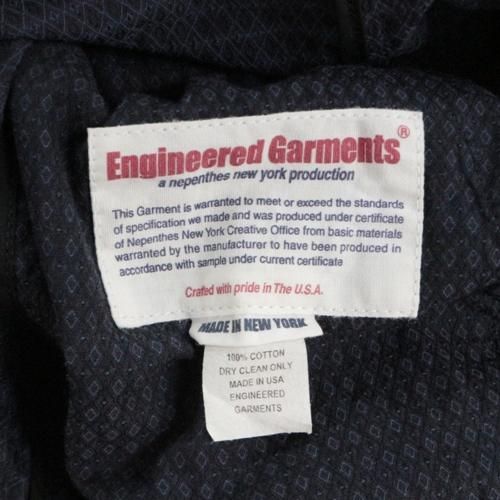 Engineered Garments®
a nepenthes new york production
This Garment is warranted to meet or exceed the standards
of specification we made and was produced under certificate
of Nepenthes New York Creative Office from basic materials
warranted by the manufacturer to have been produced in
accordance with sample under current certificate
Crafted with pride in The U.S.A.
MADE IN NEW YORK
100% COTTON
DRY CLEAN ONLY
MADE IN USA
ENGINEERED
GARMENTS